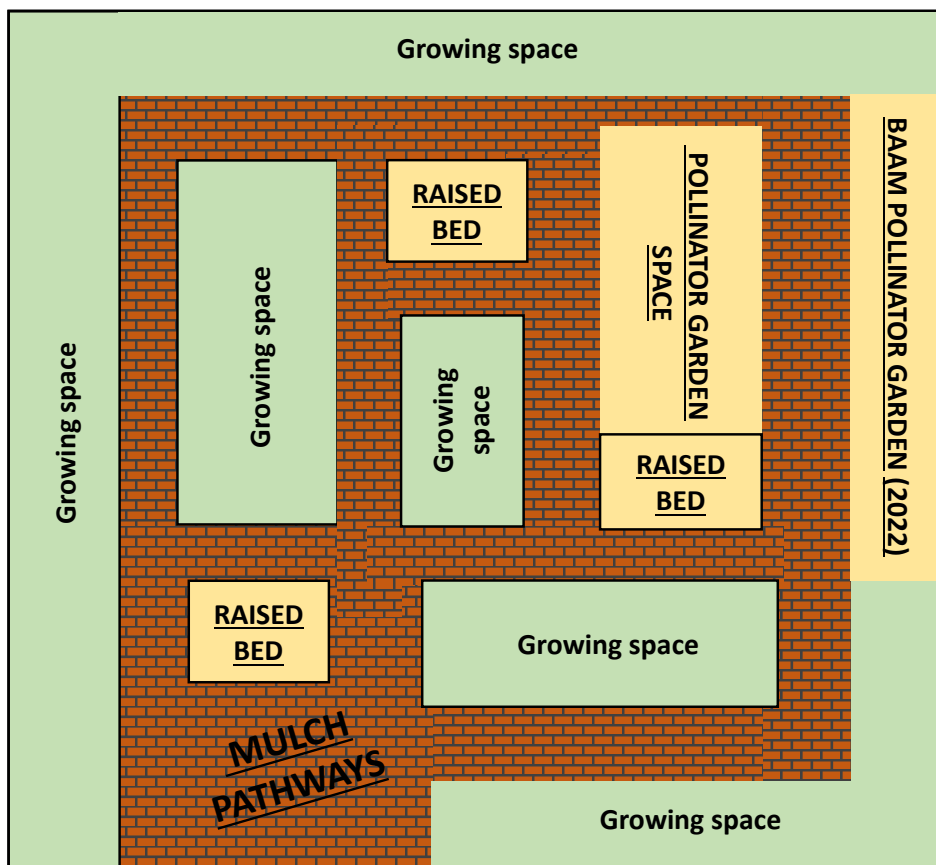 Growing space
RAISED
BED
POLLINATOR GARDEN
SPACE
BAAM POLLINATOR GARDEN (2022)
Growing space
Growing space
Growing
space
RAISED
BED
RAISED
BED
Growing space
MULCH
PATHWAYS
Growing space